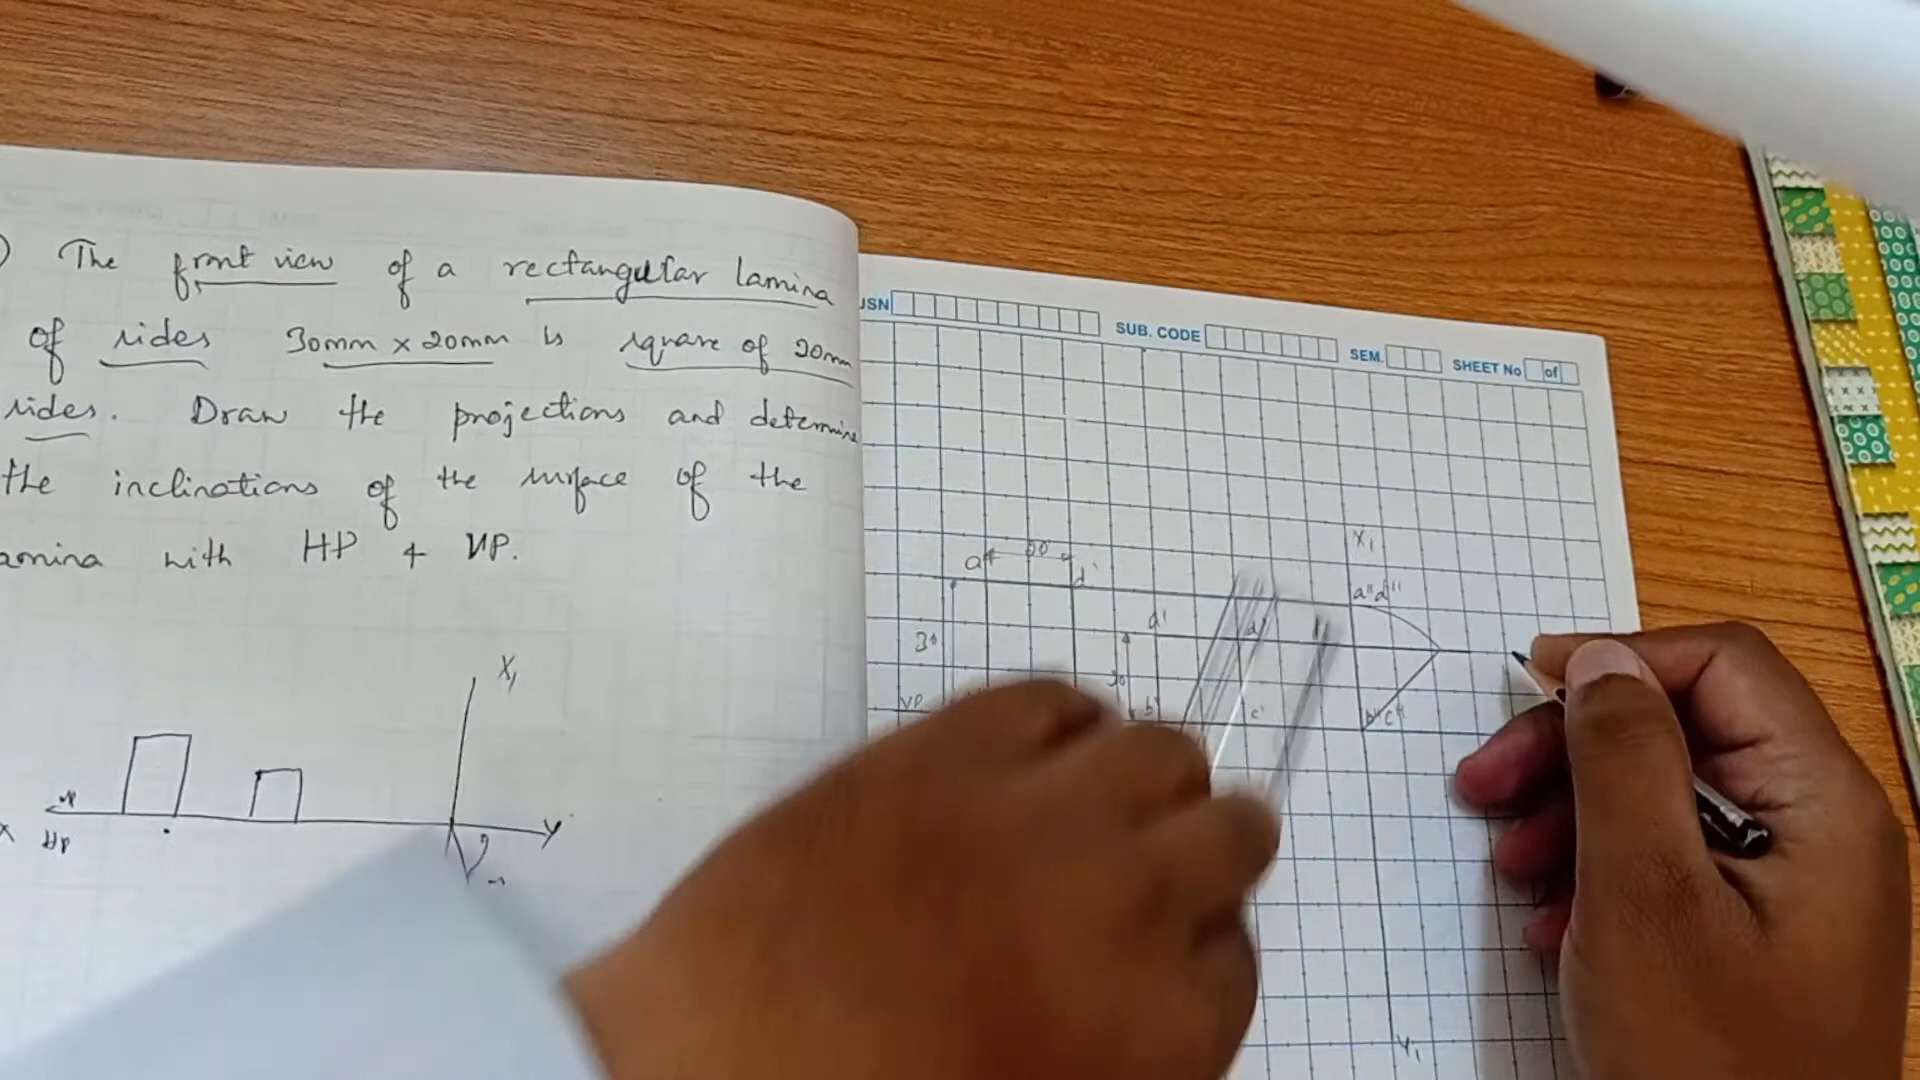 The front view of a rectangular lamina
of sides 30mm x 20mm is square of 20mm
sides. Draw the projections and determine
the inclinations of the surface of the
lamina with HP + VP.
X₁
X
HP
Y
USN
SUB. CODE
SEM.
SHEET No of
X₁
20
d'
a"d"
30
d'
VP
b'
c'
b"c"
Y₁